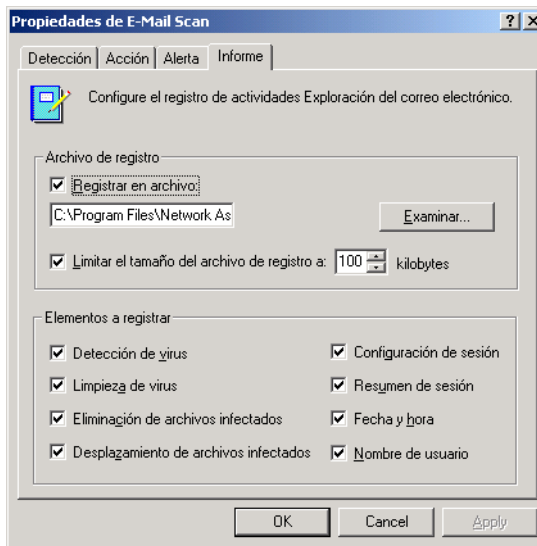 Propiedades de E-Mail Scan
Detección Acción Alerta Informe
Configure el registro de actividades Exploración del correo electrónico.
Archivo de registro
Registrar en archivo:
C:\Program Files\Network As
Examinar...
Limitar el tamaño del archivo de registro a: 100 kilobytes
Elementos a registrar
Detección de virus
Configuración de sesión
Limpieza de virus
Resumen de sesión
Eliminación de archivos infectados
Fecha y hora
Desplazamiento de archivos infectados
Nombre de usuario
OK Cancel Apply